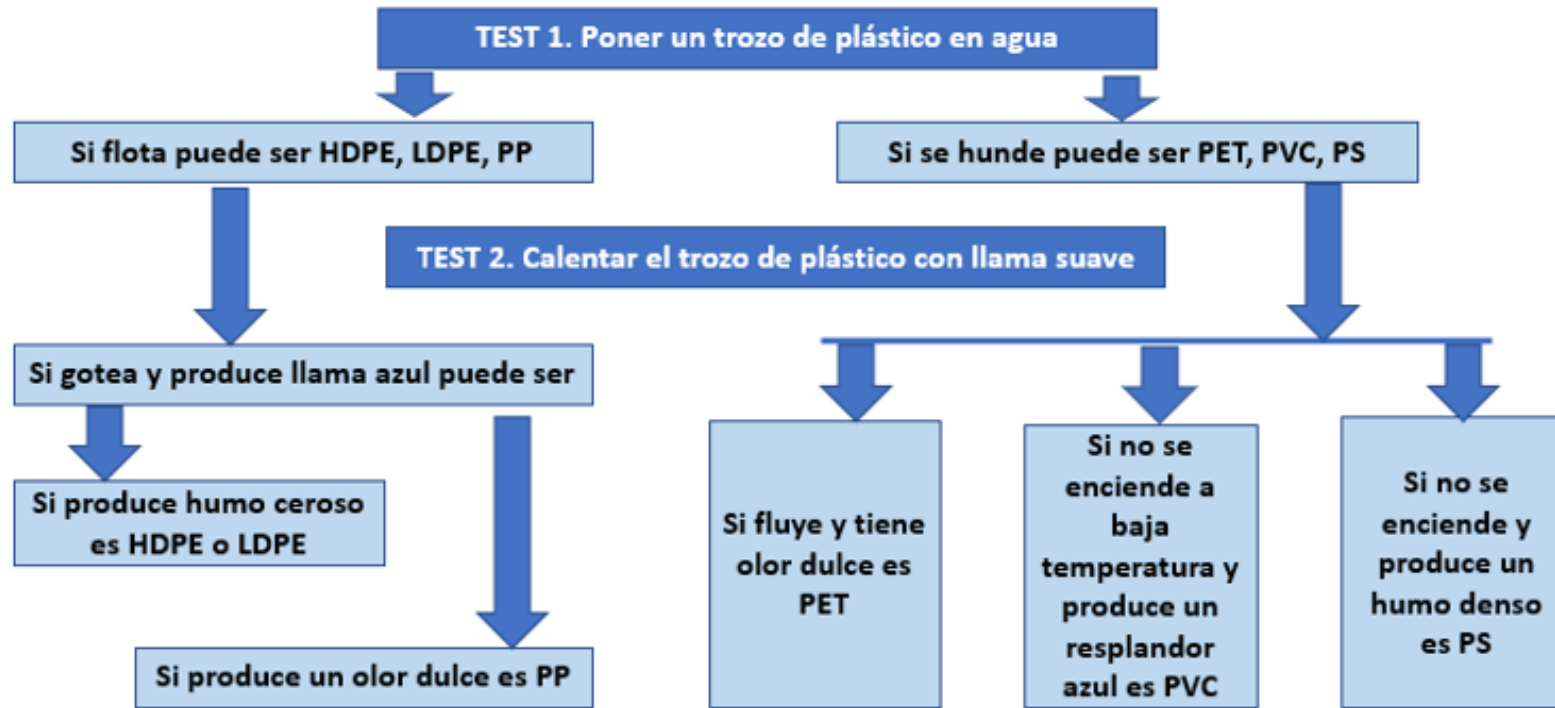 TEST 1. Poner un trozo de plástico en agua
Si flota puede ser HDPE, LDPE, PP
Si se hunde puede ser PET, PVC, PS
TEST 2. Calentar el trozo de plástico con llama suave
Si gotea y produce llama azul puede ser
Si produce humo ceroso
es HDPE o LDPE
Si produce un olor dulce es PP
Si fluye y tiene
olor dulce es
PET
Si no se
enciende a
baja
temperatura y
produce un
resplandor
azul es PVC
Si no se
enciende y
produce un
humo denso
es PS